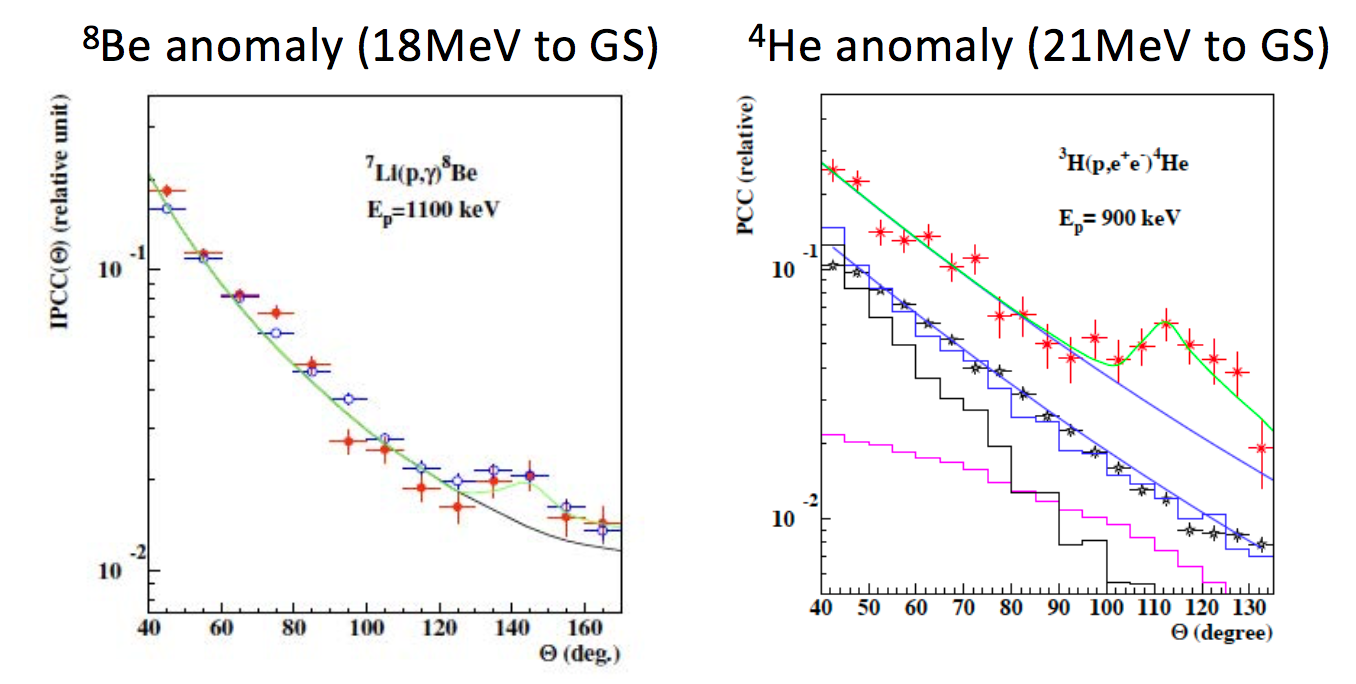 ⁸Be anomaly (18MeV to GS)
⁴He anomaly (21MeV to GS)
IPCC(Θ) (relative unit)
⁷Li(p,γ)⁸Be
Eₚ=1100 keV
10⁻¹
10⁻²
40 60 80 100 120 140 160
Θ (deg.)
PCC (relative)
³H(p,e⁺e⁻)⁴He
Eₚ= 900 keV
10⁻¹
10⁻²
40 50 60 70 80 90 100 110 120 130
Θ (degree)